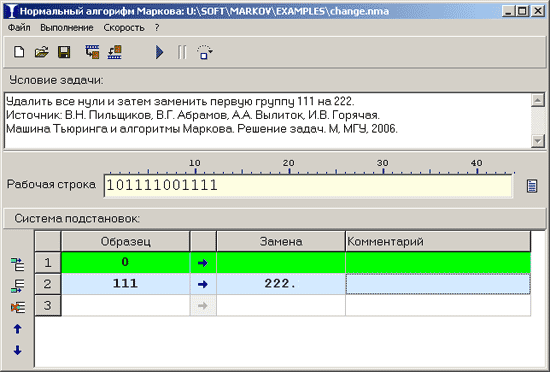 Нормальный алгорифм Маркова: U:\SOFT\MARKOV\EXAMPLES\change.nma
Файл Выполнение Скорость ?
Условие задачи:
Удалить все нули и затем заменить первую группу 111 на 222.
Источник: В.Н. Пильщиков, В.Г. Абрамов, А.А. Вылиток, И.В. Горячая.
Машина Тьюринга и алгоритмы Маркова. Решение задач. М, МГУ, 2006.
10 20 30 40
Рабочая строка 101111001111
Система подстановок:
Образец Замена Комментарий
1 0 →
2 111 → 222.
3 →